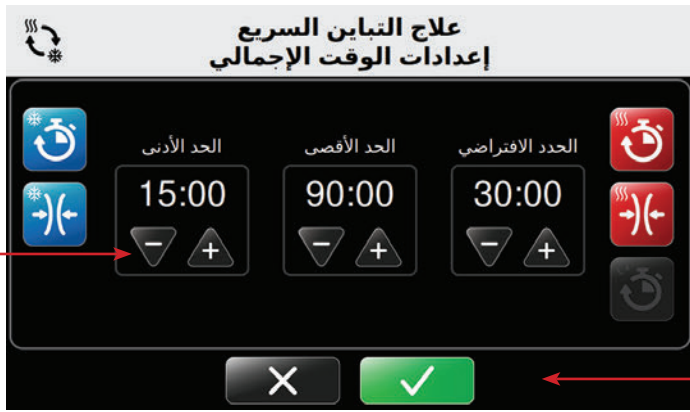 علاج التباين السريع
إعدادات الوقت الإجمالي
الحدد الافتراضي
الحد الأقصى
الحد الأدنى
30:00
90:00
15:00